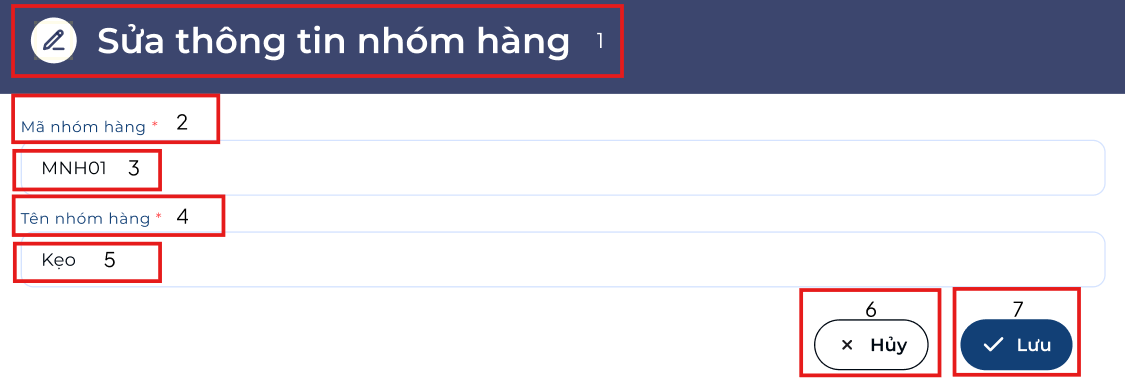 Sửa thông tin nhóm hàng 1
Mã nhóm hàng * 2
MNH01 3
Tên nhóm hàng * 4
Kẹo 5
6 7
Hủy Lưu